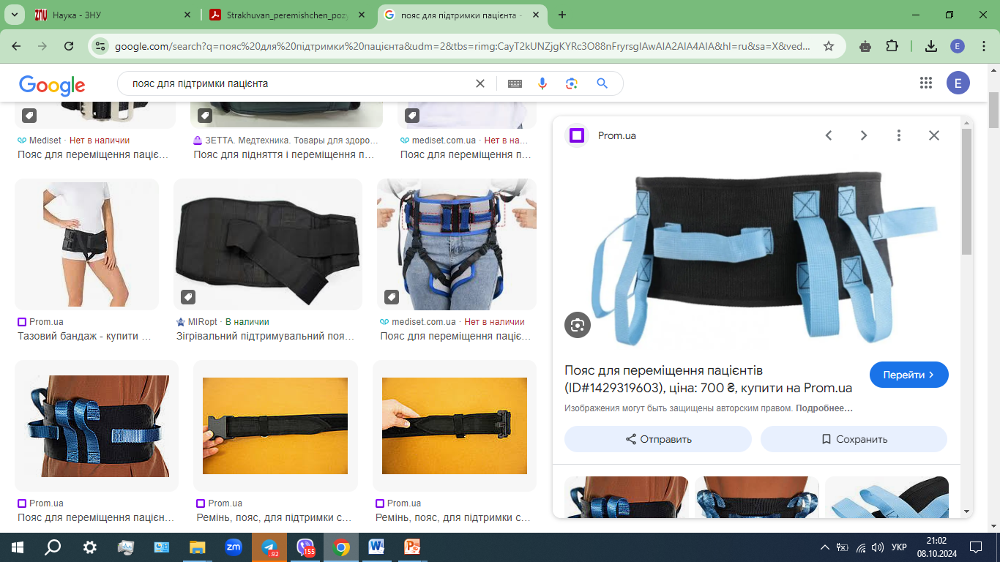 Наука - ЗНУ
Strakhuvan_peremishchen_pozy
пояс для підтримки пацієнта -
google.com/search?q=пояс%20для%20підтримки%20пацієнта&udm=2&tbs=rimg:CayT2kUNZjgKYRc3O88nFryrsgIAwAIA2AIA4AIA&hl=ru&sa=X&ved...
E
Google
пояс для підтримки пацієнта
E
Mediset · Нет в наличии
Пояс для переміщення паціє...
ЗЕТТА. Медтехника. Товары для здоро...
Пояс для підняття і переміщення п...
mediset.com.ua · Нет в на...
Пояс для переміщення п...
Prom.ua
Тазовий бандаж - купити ...
MIRopt · В наличии
Зігрівальний підтримувальний поя...
mediset.com.ua · Нет в наличии
Пояс для переміщення паціє...
Prom.ua
Пояс для переміщення пацієн...
Prom.ua
Ремінь, пояс, для підтримки с...
Prom.ua
Ремінь, пояс, для підтримки с...
Prom.ua
Пояс для переміщення пацієнтів
(ID#1429319603), ціна: 700 ₴, купити на Prom.ua
Перейти
Изображения могут быть защищены авторским правом. Подробнее...
Отправить
Сохранить
zm
92
155
УКР
21:02
08.10.2024